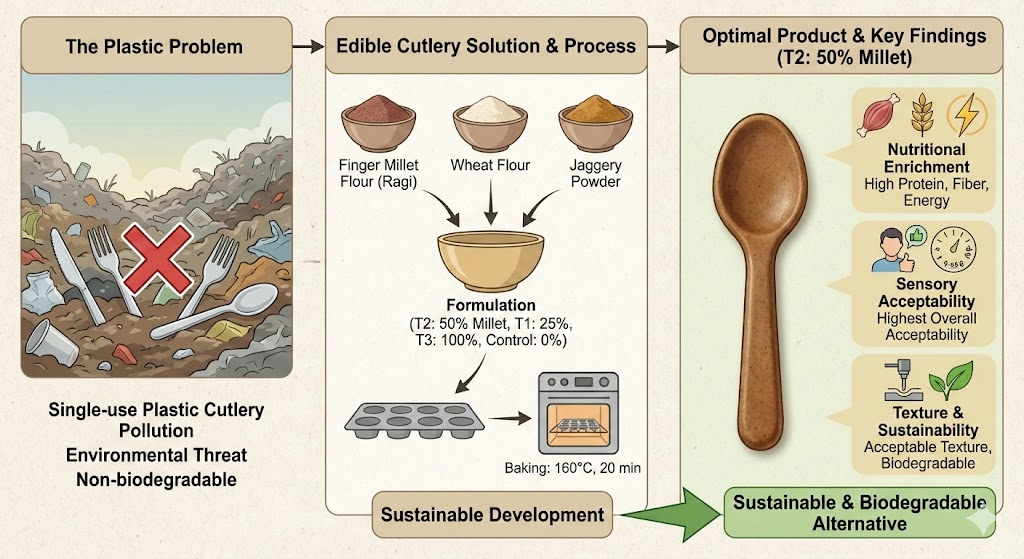 The Plastic Problem
Single-use Plastic Cutlery
Pollution
Environmental Threat
Non-biodegradable
Edible Cutlery Solution & Process
Finger Millet
Flour (Ragi)
Wheat Flour
Jaggery
Powder
Formulation
(T2: 50% Millet, T1: 25%,
T3: 100%, Control: 0%)
Baking: 160°C, 20 min
Sustainable Development
Optimal Product & Key Findings
(T2: 50% Millet)
Nutritional
Enrichment
High Protein, Fiber,
Energy
Sensory
Acceptability
Highest Overall
Acceptability
Texture &
Sustainability
Acceptable Texture,
Biodegradable
Sustainable & Biodegradable
Alternative